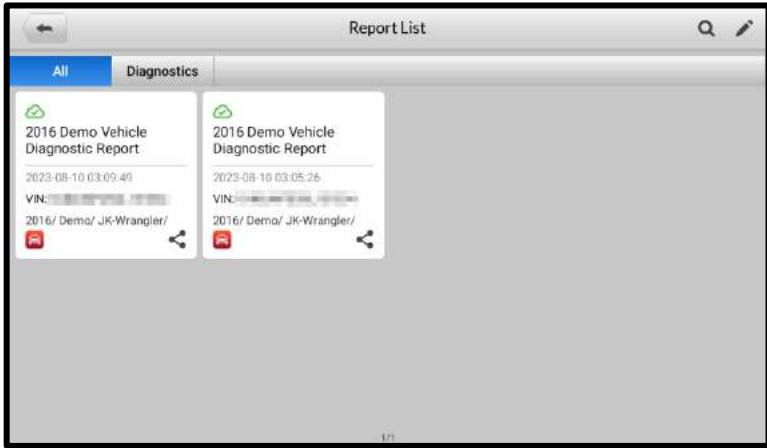 Report List
All
Diagnostics
2016 Demo Vehicle
Diagnostic Report
2023-08-10 03:09:49
VIN:
2016/ Demo/ JK-Wrangler/
2016 Demo Vehicle
Diagnostic Report
2023-08-10 03:05:26
VIN:
2016/ Demo/ JK-Wrangler/
1/1